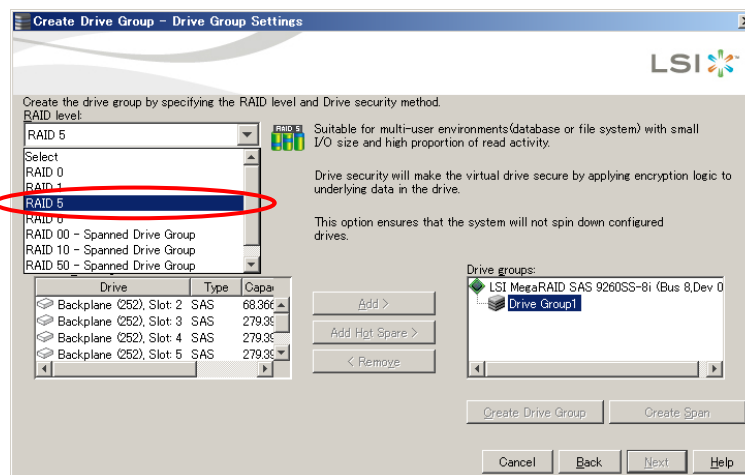 Create Drive Group - Drive Group Settings
LSI
Create the drive group by specifying the RAID level and Drive security method.
RAID level:
RAID 5
RAID 5
Suitable for multi-user environments(database or file system) with small
I/O size and high proportion of read activity.
Select
RAID 0
RAID 1
RAID 5
RAID 6
RAID 00 - Spanned Drive Group
RAID 10 - Spanned Drive Group
RAID 50 - Spanned Drive Group
Drive security will make the virtual drive secure by applying encryption logic to
underlying data in the drive.
This option ensures that the system will not spin down configured
drives.
Drive Type Capa
Backplane (252), Slot: 2 SAS 68.366
Backplane (252), Slot: 3 SAS 279.39
Backplane (252), Slot: 4 SAS 279.39
Backplane (252), Slot: 5 SAS 279.39
Add >
Add Hot Spare >
< Remove
Drive groups:
LSI MegaRAID SAS 9260SS-8i (Bus 8,Dev 0
Drive Group1
Create Drive Group
Create Span
Cancel
Back
Next
Help